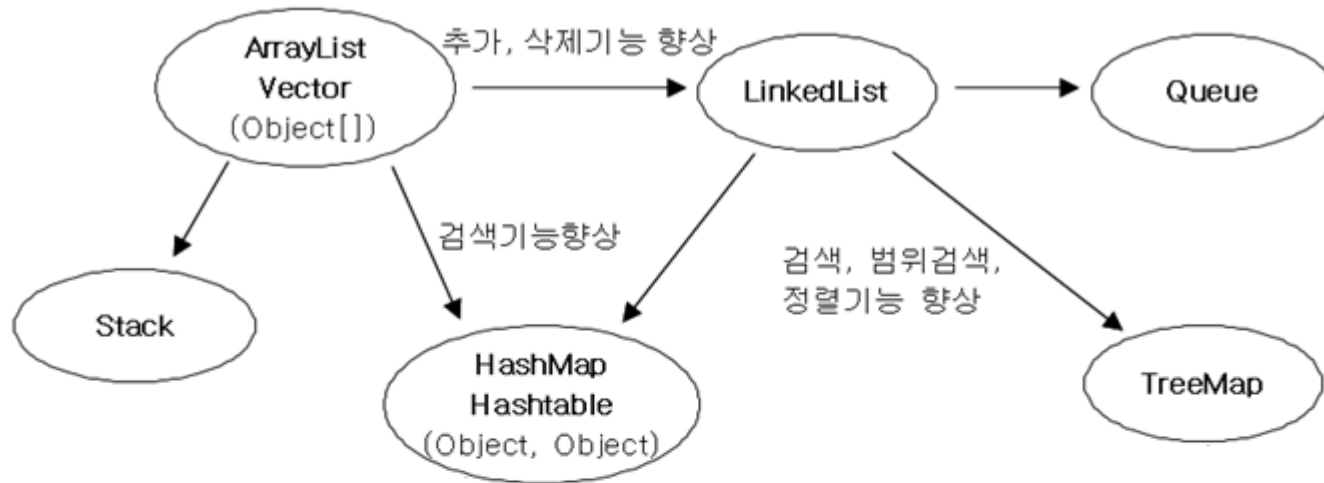 ArrayList
Vector
(Object[])
추가, 삭제기능 향상
LinkedList
Queue
검색기능향상
검색, 범위검색,
정렬기능 향상
Stack
HashMap
Hashtable
(Object, Object)
TreeMap